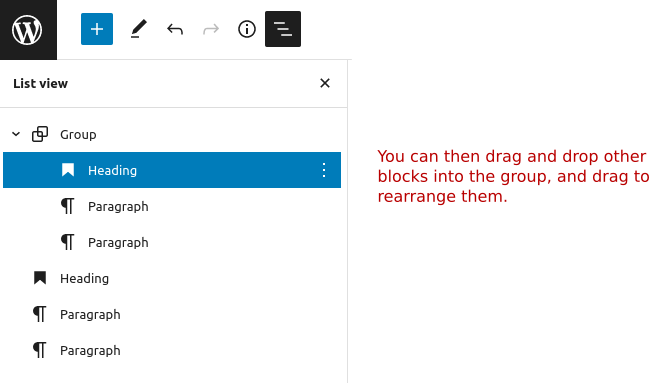 List view
Group
Heading
Paragraph
Paragraph
Heading
Paragraph
Paragraph
You can then drag and drop other
blocks into the group, and drag to
rearrange them.